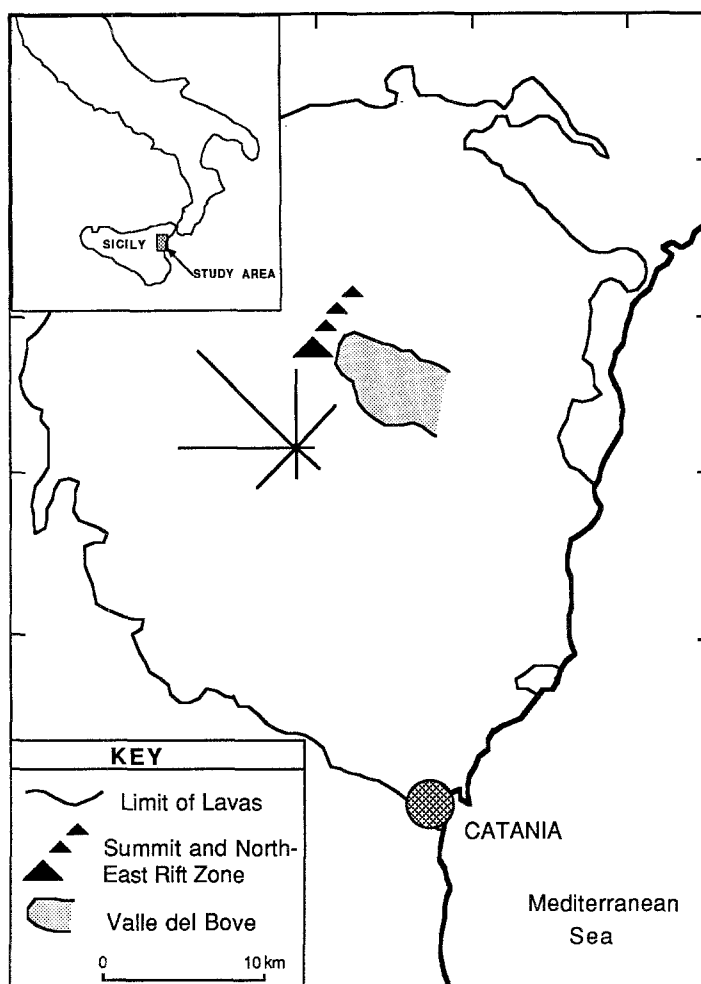 SICILY
STUDY AREA
CATANIA
Mediterranean
Sea
KEY
Limit of Lavas
Summit and North-
East Rift Zone
Valle del Bove
0 10 km